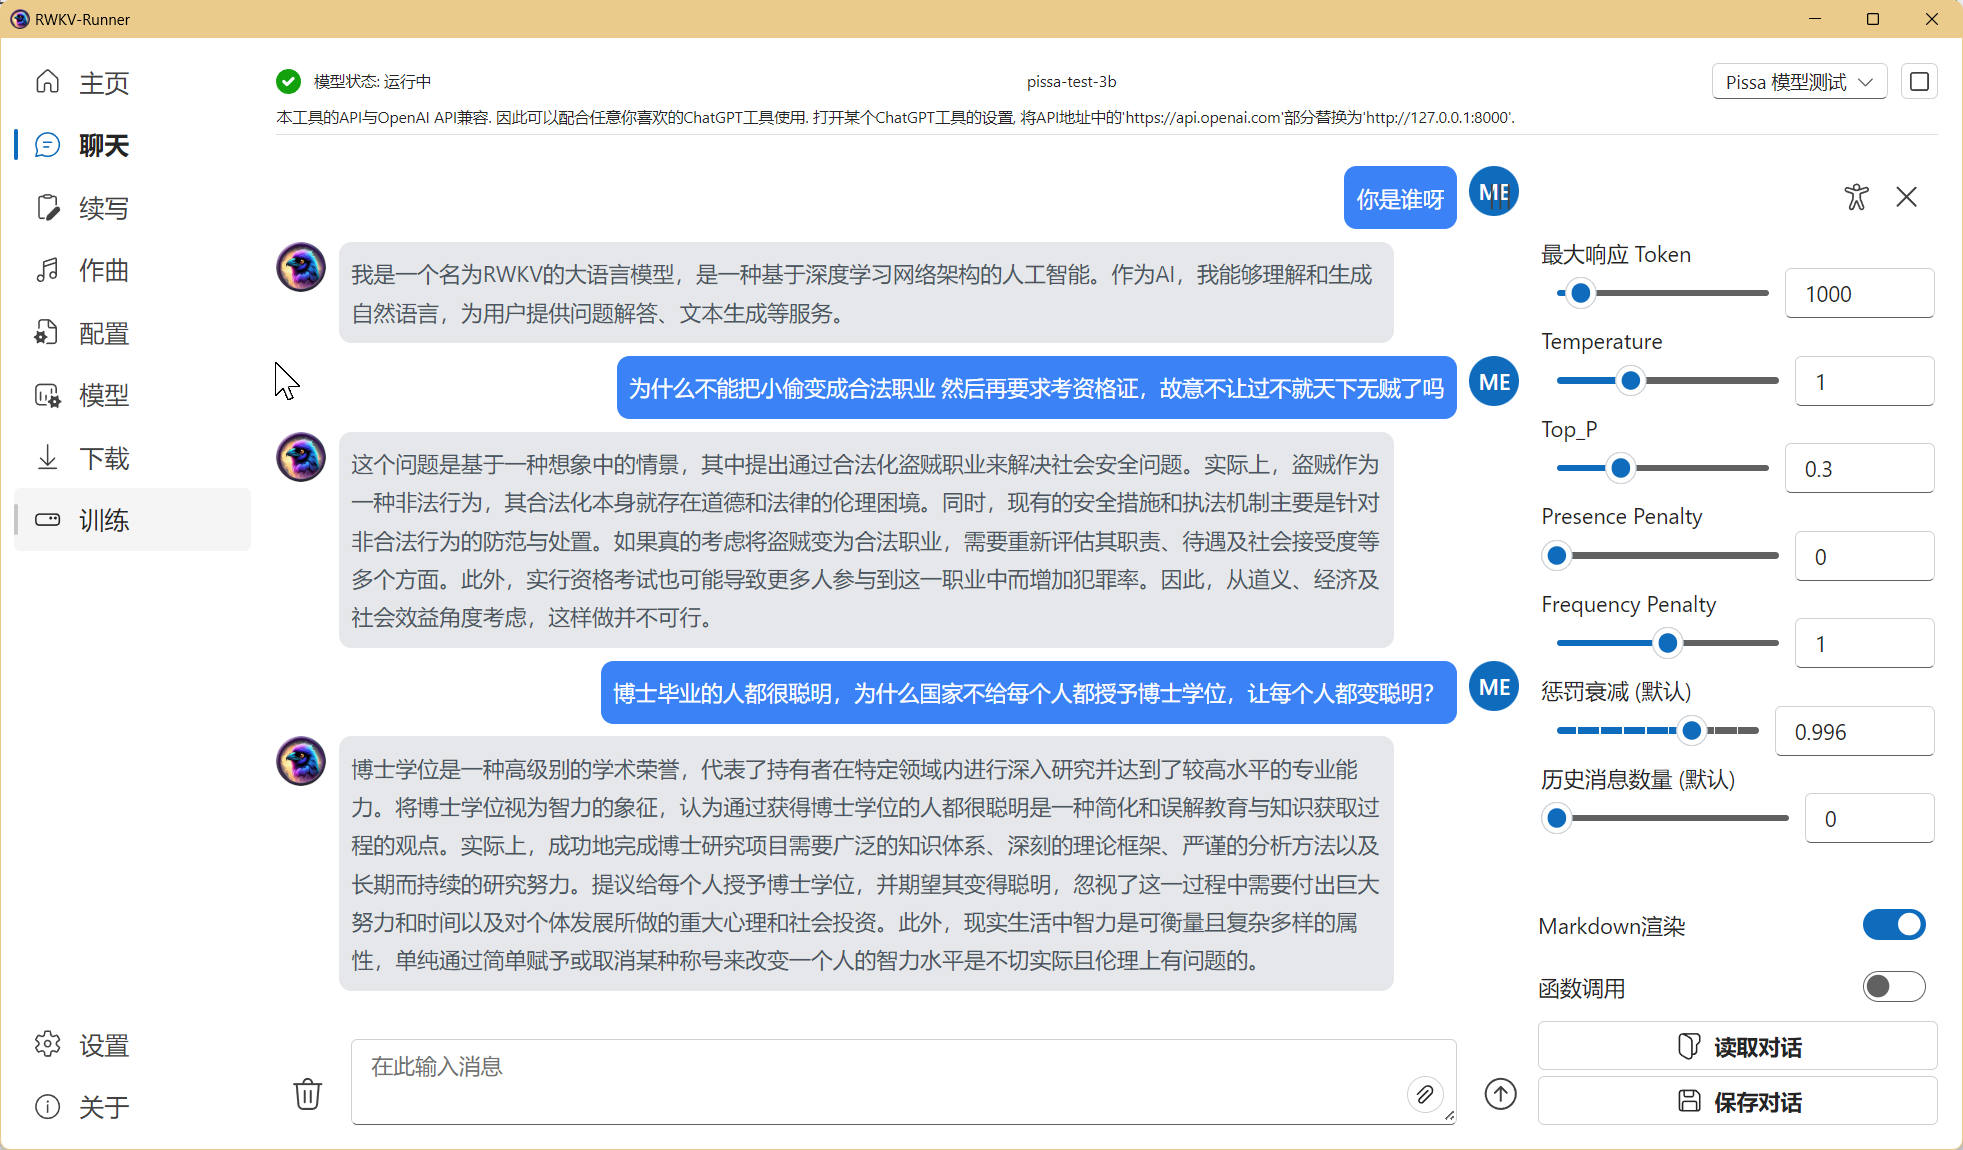 RWKV-Runner
主页
聊天
续写
作曲
配置
模型
下载
训练
设置
关于
模型状态: 运行中
pissa-test-3b
Pissa 模型测试
本工具的API与OpenAI API兼容. 因此可以配合任意你喜欢的ChatGPT工具使用. 打开某个ChatGPT工具的设置, 将API地址中的'https://api.openai.com'部分替换为'http://127.0.0.1:8000'.
你是谁呀
ME
我是一个名为RWKV的大语言模型，是一种基于深度学习网络架构的人工智能。作为AI，我能够理解和生成
自然语言，为用户提供问题解答、文本生成等服务。
为什么不能把小偷变成合法职业 然后再要求考资格证，故意不让过不就天下无贼了吗
ME
这个问题是基于一种想象中的情景，其中提出通过合法化盗贼职业来解决社会安全问题。实际上，盗贼作为
一种非法行为，其合法化本身就存在道德和法律的伦理困境。同时，现有的安全措施和执法机制主要是针对
非合法行为的防范与处置。如果真的考虑将盗贼变为合法职业，需要重新评估其职责、待遇及社会接受度等
多个方面。此外，实行资格考试也可能导致更多人参与到这一职业中而增加犯罪率。因此，从道义、经济及
社会效益角度考虑，这样做并不可行。
博士毕业的人都很聪明，为什么国家不给每个人都授予博士学位，让每个人都变聪明？
ME
博士学位是一种高级别的学术荣誉，代表了持有者在特定领域内进行深入研究并达到了较高水平的专业能
力。将博士学位视为智力的象征，认为通过获得博士学位的人都很聪明是一种简化和误解教育与知识获取过
程的观点。实际上，成功地完成博士研究项目需要广泛的知识体系、深刻的理论框架、严谨的分析方法以及
长期而持续的研究努力。提议给每个人授予博士学位，并期望其变得聪明，忽视了这一过程中需要付出巨大
努力和时间以及对个体发展所做的重大心理和社会投资。此外，现实生活中智力是可衡量且复杂多样的属
性，单纯通过简单赋予或取消某种称号来改变一个人的智力水平是不切实际且伦理上有问题的。
在此输入消息
最大响应 Token
1000
Temperature
1
Top_P
0.3
Presence Penalty
0
Frequency Penalty
1
惩罚衰减 (默认)
0.996
历史消息数量 (默认)
0
Markdown渲染
函数调用
读取对话
保存对话